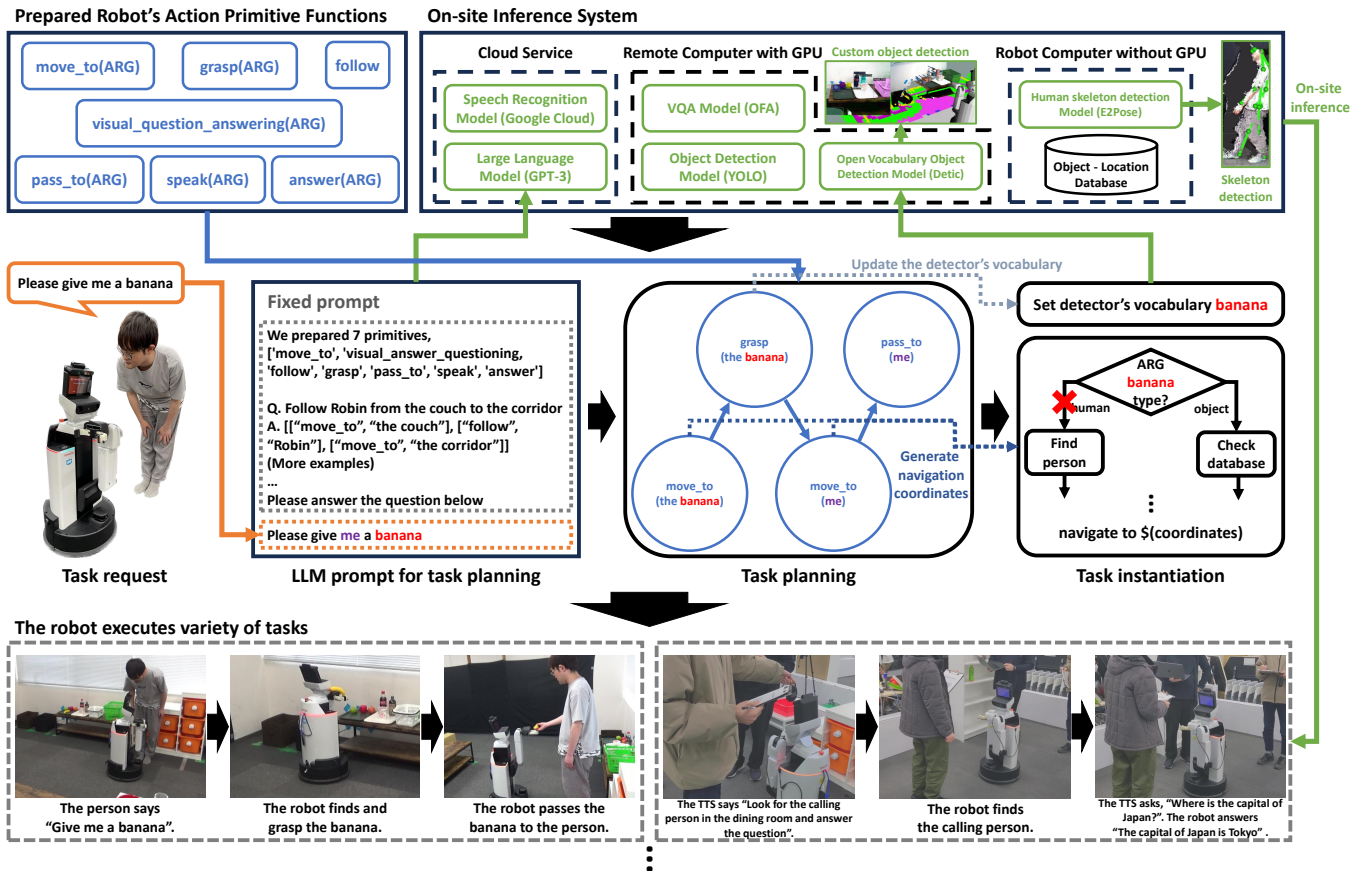 Prepared Robot's Action Primitive Functions
move_to(ARG)
grasp(ARG)
follow
visual_question_answering(ARG)
pass_to(ARG)
speak(ARG)
answer(ARG)
On-site Inference System
Cloud Service
Speech Recognition
Model (Google Cloud)
Large Language
Model (GPT-3)
Remote Computer with GPU
Custom object detection
VQA Model (OFA)
Object Detection
Model (YOLO)
Open Vocabulary Object
Detection Model (Detic)
Robot Computer without GPU
Human skeleton detection
Model (E2Pose)
Object - Location
Database
Skeleton
detection
On-site
inference
Please give me a banana
Task request
Fixed prompt
We prepared 7 primitives,
['move_to', 'visual_answer_questioning,
'follow', 'grasp', 'pass_to', 'speak', 'answer']
Q. Follow Robin from the couch to the corridor
A. [[“move_to”, “the couch”], [“follow”,
“Robin”], [“move_to”, “the corridor”]]
(More examples)
...
Please answer the question below
Please give me a banana
LLM prompt for task planning
Update the detector's vocabulary
grasp
(the banana)
pass_to
(me)
move_to
(the banana)
move_to
(me)
Generate
navigation
coordinates
Task planning
Set detector's vocabulary banana
ARG
banana
type?
human
object
Find
person
Check
database
⋮
navigate to $(coordinates)
Task instantiation
The robot executes variety of tasks
The person says
“Give me a banana”.
The robot finds and
grasp the banana.
The robot passes the
banana to the person.
The TTS says “Look for the calling
person in the dining room and answer
the question”.
The robot finds
the calling person.
The TTS asks, “Where is the capital of
Japan?”. The robot answers
“The capital of Japan is Tokyo” .
⋮